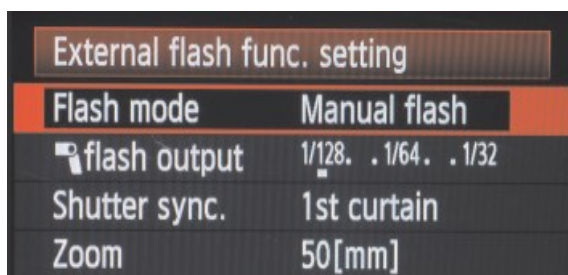 External flash func. setting
Flash mode Manual flash
flash output 1/128. . 1/64. . 1/32
Shutter sync. 1st curtain
Zoom 50[mm]